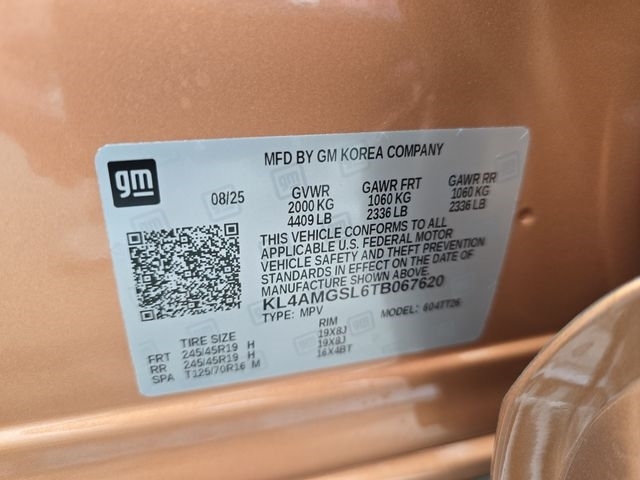 gm
MFD BY GM KOREA COMPANY
08/25
GVWR
2000 KG
4409 LB
GAWR FRT
1060 KG
2336 LB
GAWR RR
1060 KG
2336 LB
THIS VEHICLE CONFORMS TO ALL
APPLICABLE U.S. FEDERAL MOTOR
VEHICLE SAFETY AND THEFT PREVENTION
STANDARDS IN EFFECT ON THE DATE OF
MANUFACTURE SHOWN ABOVE.
KL4AMGSL6TB067620
TYPE: MPV MODEL: 604TT26
TIRE SIZE RIM
FRT 245/45R19 H 19X8J
RR 245/45R19 H 19X8J
SPA T125/70R16 M 16X4BT